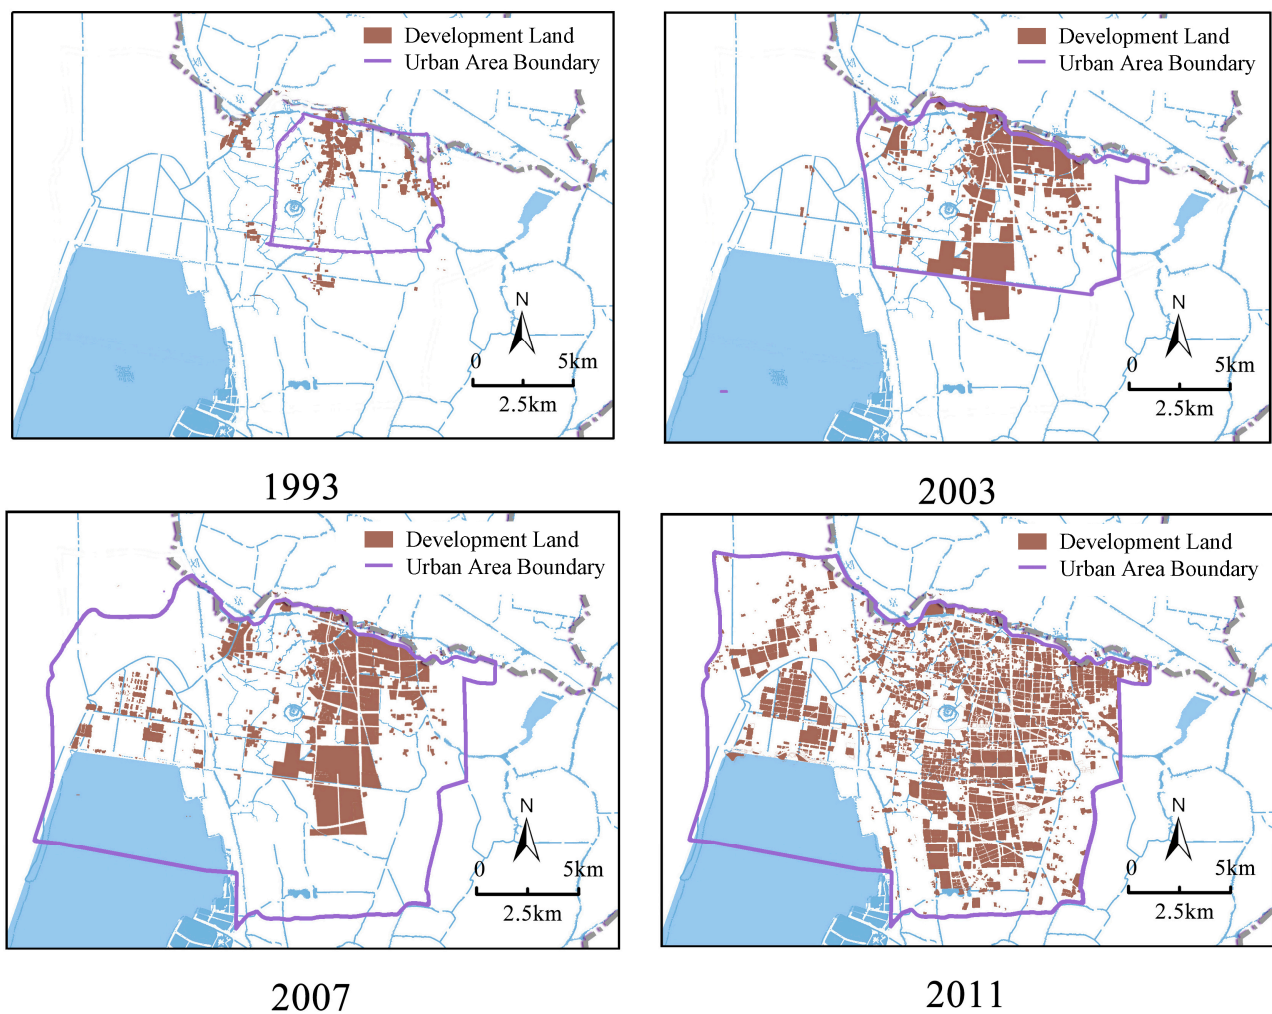 Development Land
Urban Area Boundary
N
0 5km
2.5km
1993
Development Land
Urban Area Boundary
N
0 5km
2.5km
2003
Development Land
Urban Area Boundary
N
0 5km
2.5km
2007
Development Land
Urban Area Boundary
N
0 5km
2.5km
2011